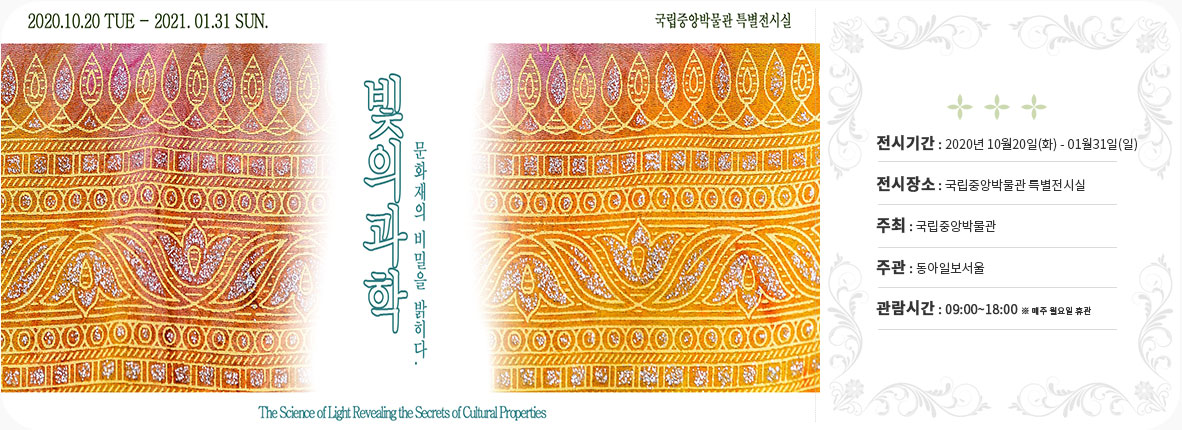 2020.10.20 TUE - 2021. 01.31 SUN.
국립중앙박물관 특별전시실
빛의과학
문화재의 비밀을 밝히다.
The Science of Light Revealing the Secrets of Cultural Properties
전시기간 : 2020년 10월20일(화) - 01월31일(일)
전시장소 : 국립중앙박물관 특별전시실
주최 : 국립중앙박물관
주관 : 동아일보서울
관람시간 : 09:00~18:00 ※ 매주 월요일 휴관